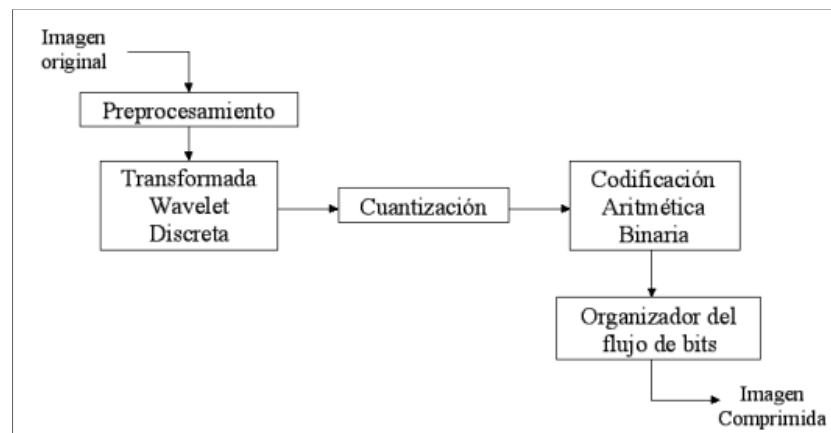 Imagen
original
Preprocesamiento
Transformada
Wavelet
Discreta
Cuantización
Codificación
Aritmética
Binaria
Organizador del
flujo de bits
Imagen
Comprimida